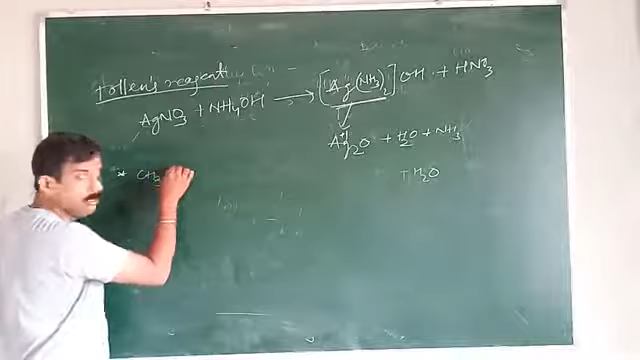 Tollen's reagent -
AgNO3 + NH4OH → [Ag(NH3)2]OH + HNO3
Ag2O + H2O + NH3
+ H2O
* CH3